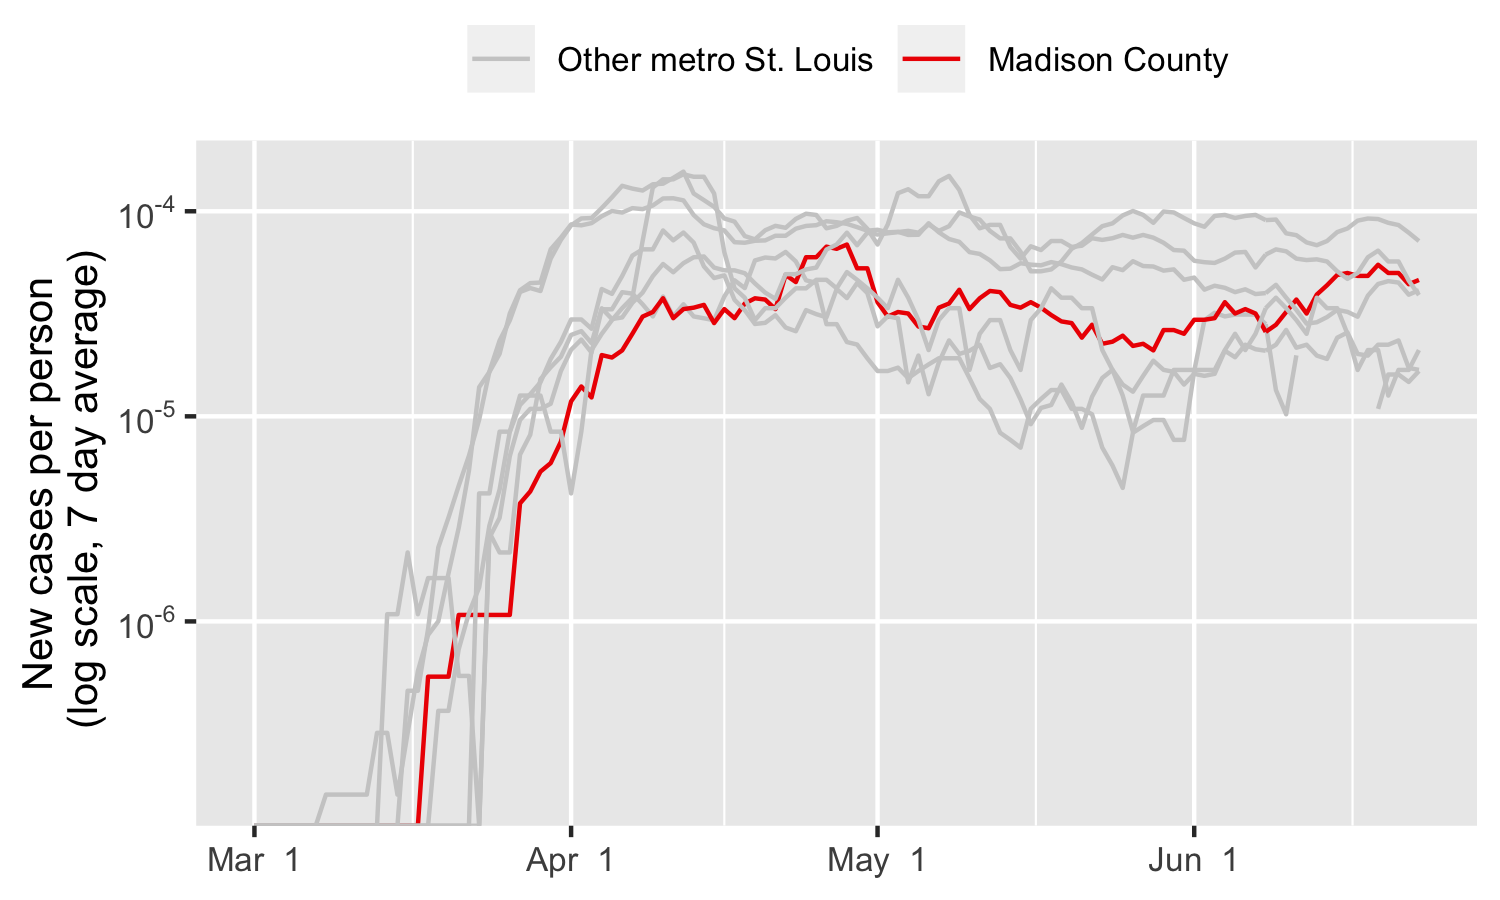 Other metro St. Louis
Madison County
New cases per person
(log scale, 7 day average)
10-4
10-5
10-6
Mar 1
Apr 1
May 1
Jun 1